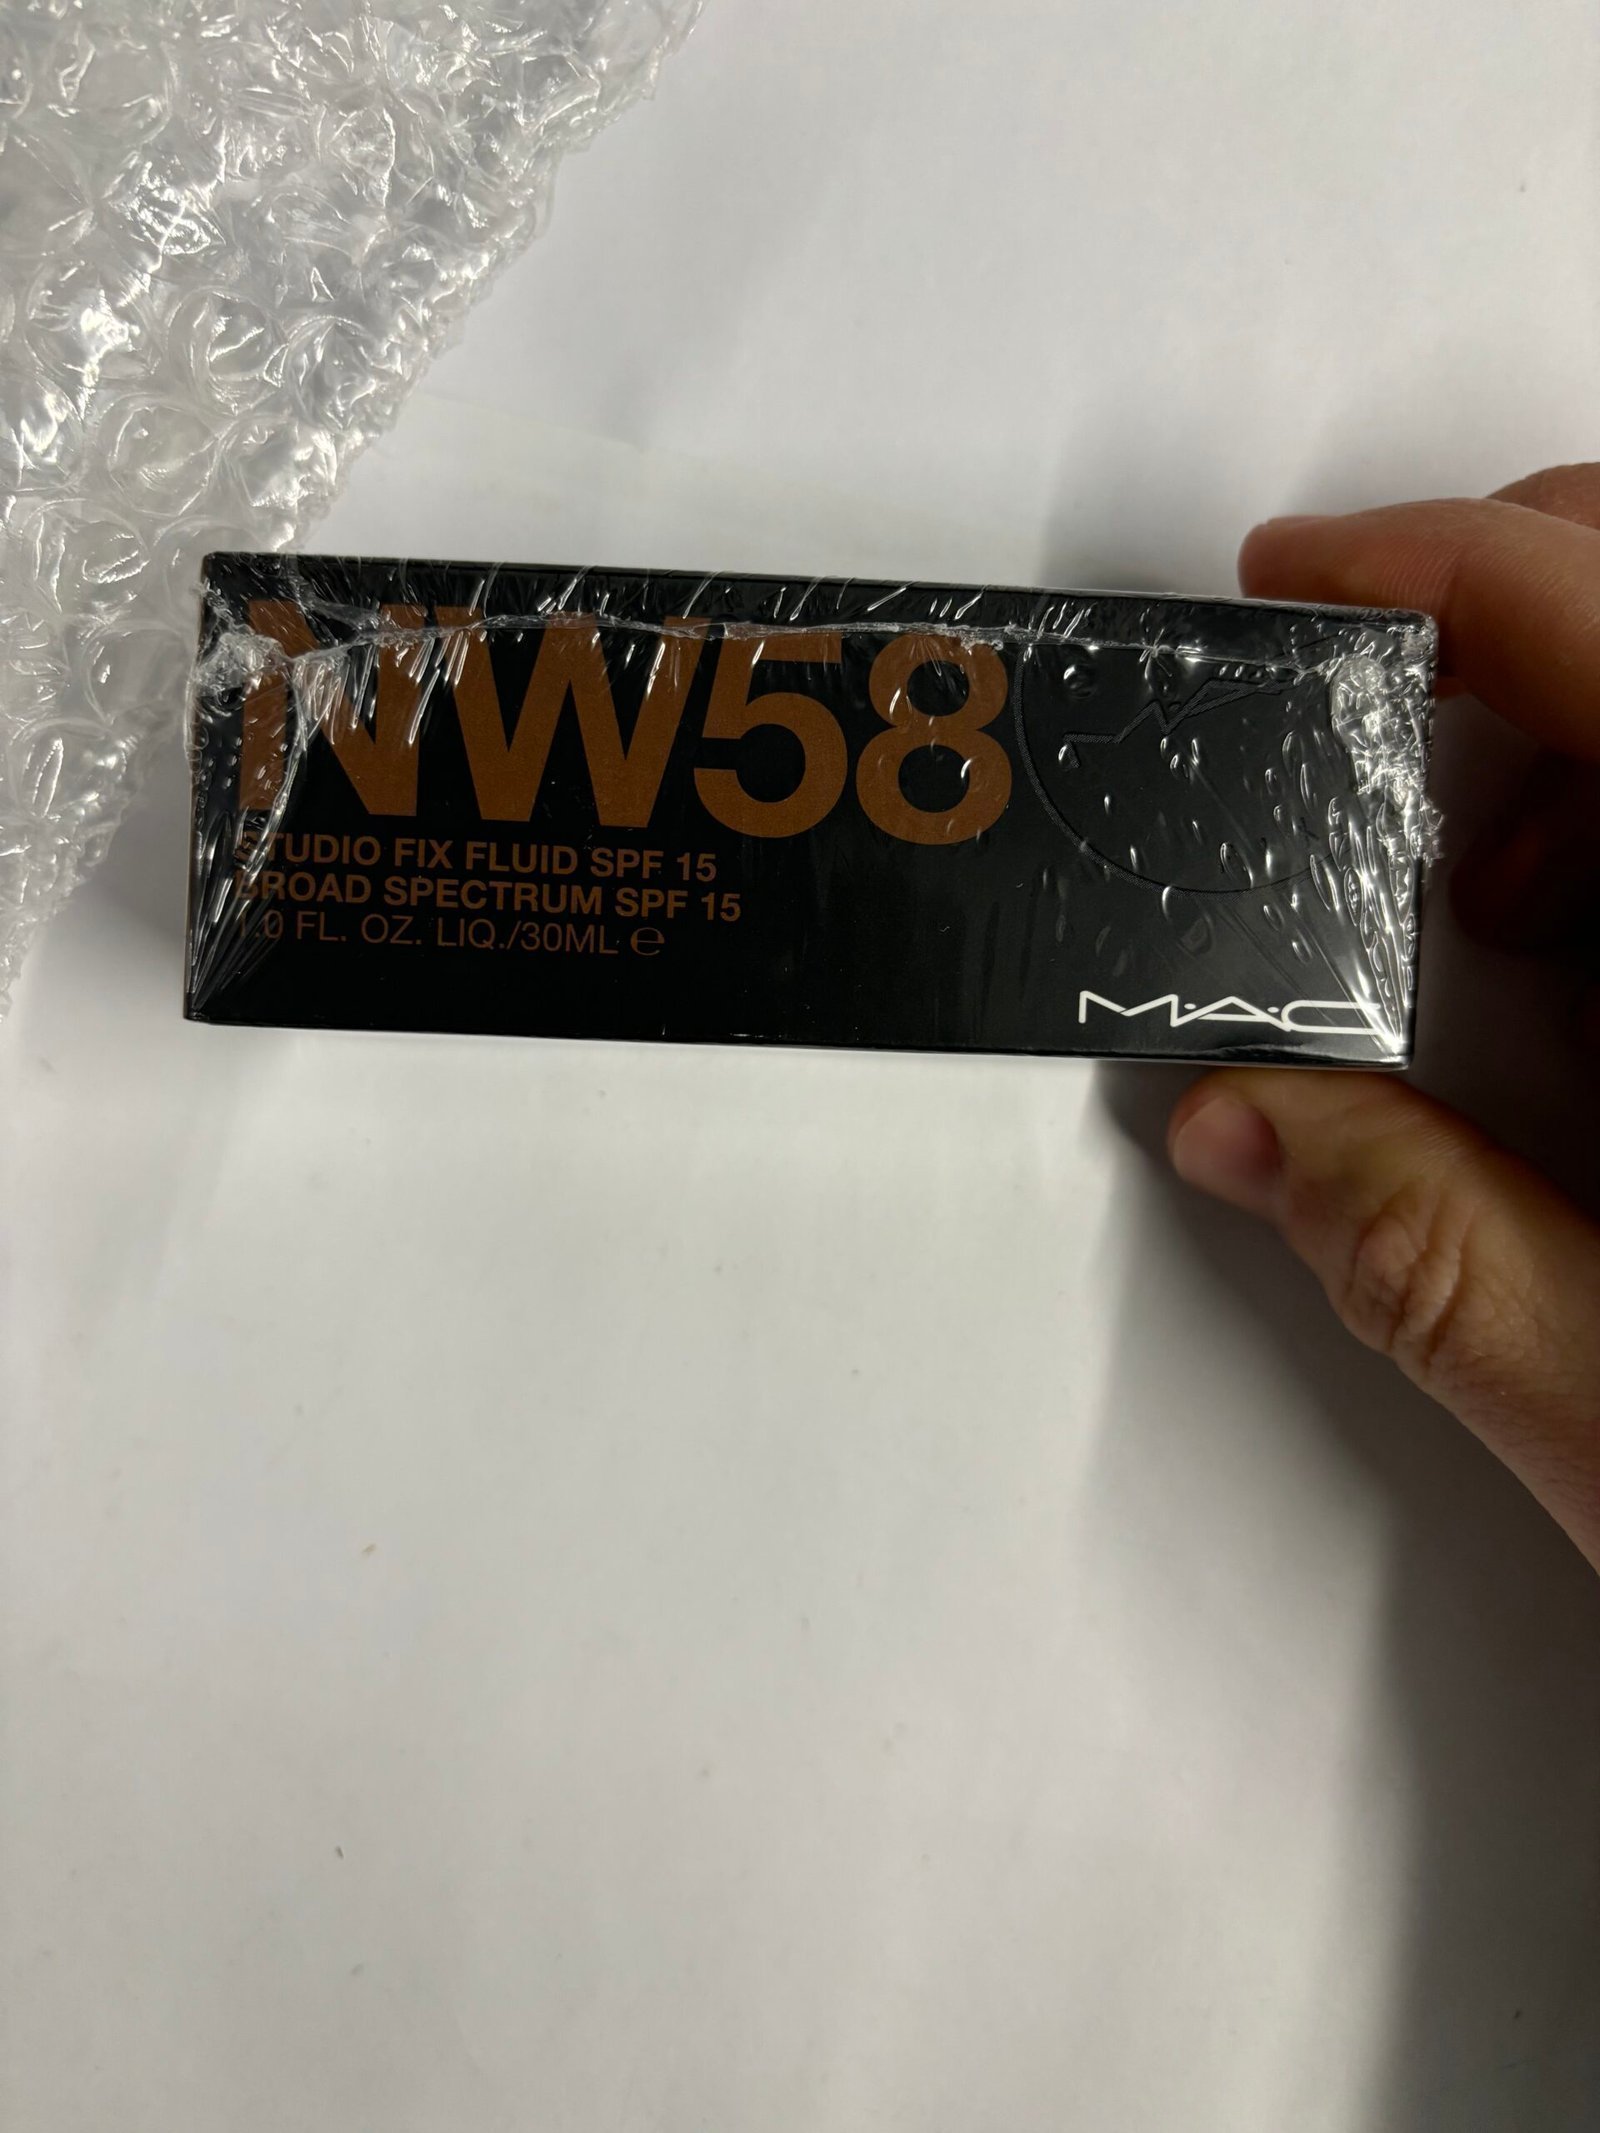 NW58
STUDIO FIX FLUID SPF 15
BROAD SPECTRUM SPF 15
1.0 FL. OZ. LIQ./30ML ℮
M·A·C